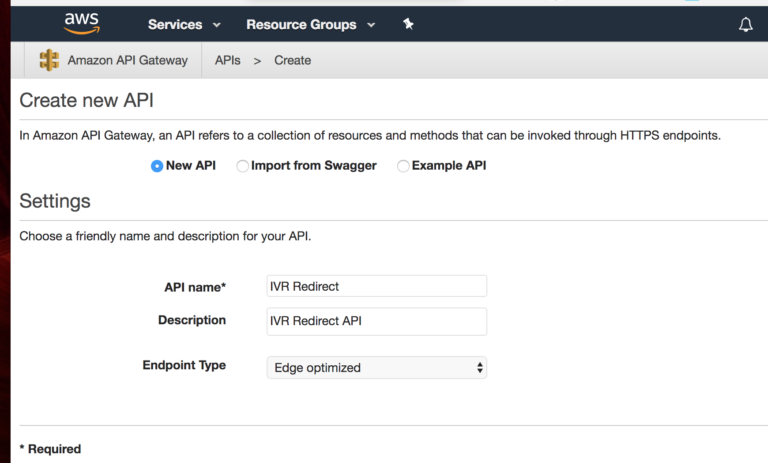 aws Services Resource Groups
Amazon API Gateway APIs > Create
Create new API
In Amazon API Gateway, an API refers to a collection of resources and methods that can be invoked through HTTPS endpoints.
New API Import from Swagger Example API
Settings
Choose a friendly name and description for your API.
API name* IVR Redirect
Description IVR Redirect API
Endpoint Type Edge optimized
* Required